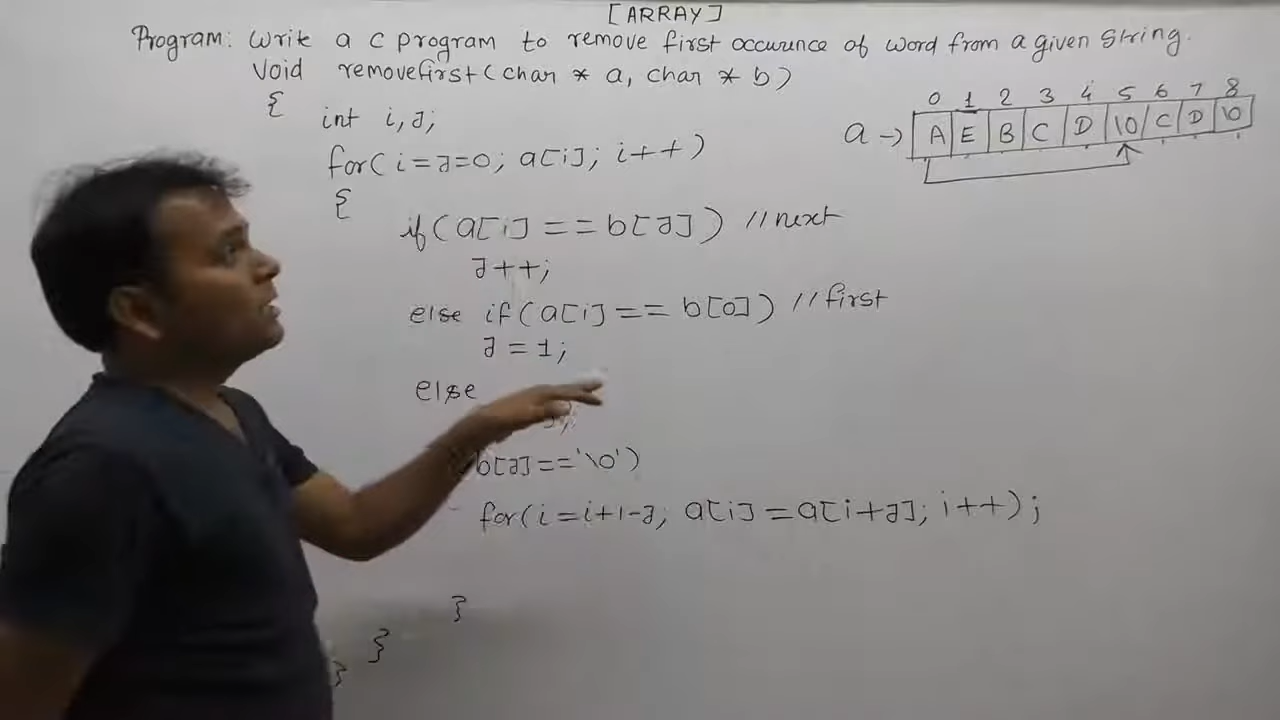 [ARRAY]
Program: Write a c program to remove first occurence of word from a given string.
void removefirst(char * a, char * b)
{
int i,J;
for(i=J=0; a[i]; i++)
{
if(a[i]==b[J]) //next
J++;
else if(a[i]==b[0]) //first
J=1;
else
b[J]=='\0')
for(i=i+1-J; a[i]=a[i+J]; i++);
}
}
}
0 1 2 3 4 5 6 7 8
a-> A E B C D \0 C D \0